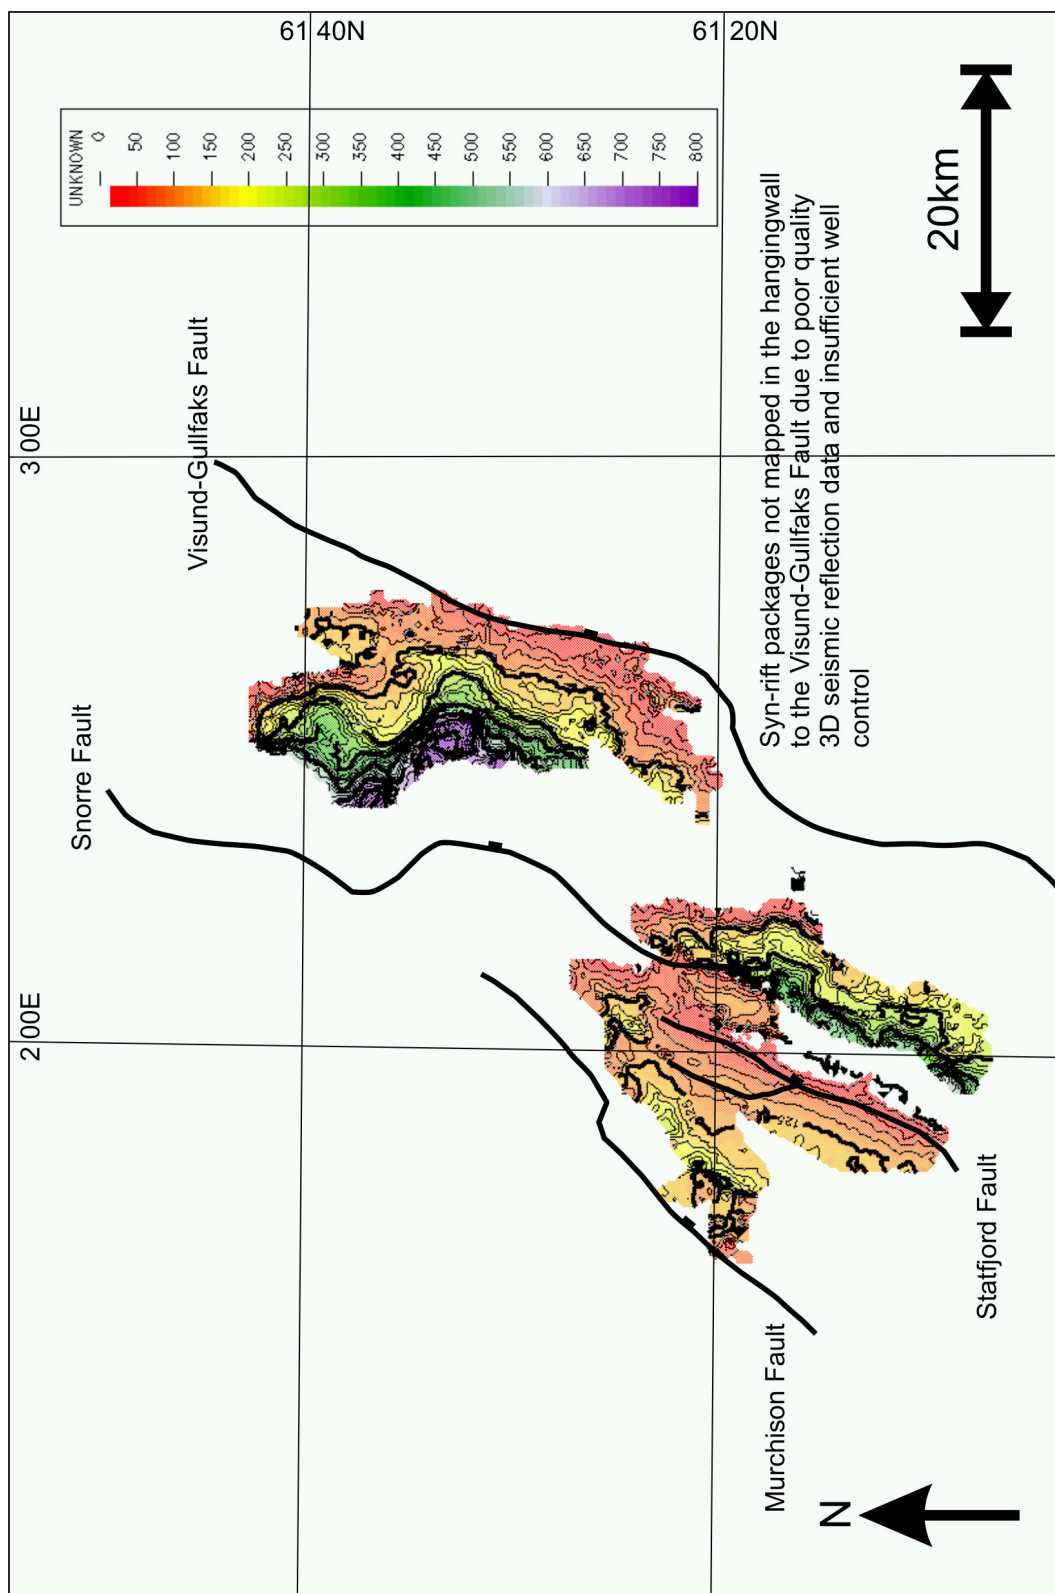 61 40N
61 20N
UNKNOWN
0
50
100
150
200
250
300
350
400
450
500
550
600
650
700
750
800
20km
3 00E
Visund-Gullfaks Fault
Syn-rift packages not mapped in the hangingwall
to the Visund-Gullfaks Fault due to poor quality
3D seismic reflection data and insufficient well
control
Snorre Fault
2 00E
125
125
Statfjord Fault
Murchison Fault
N